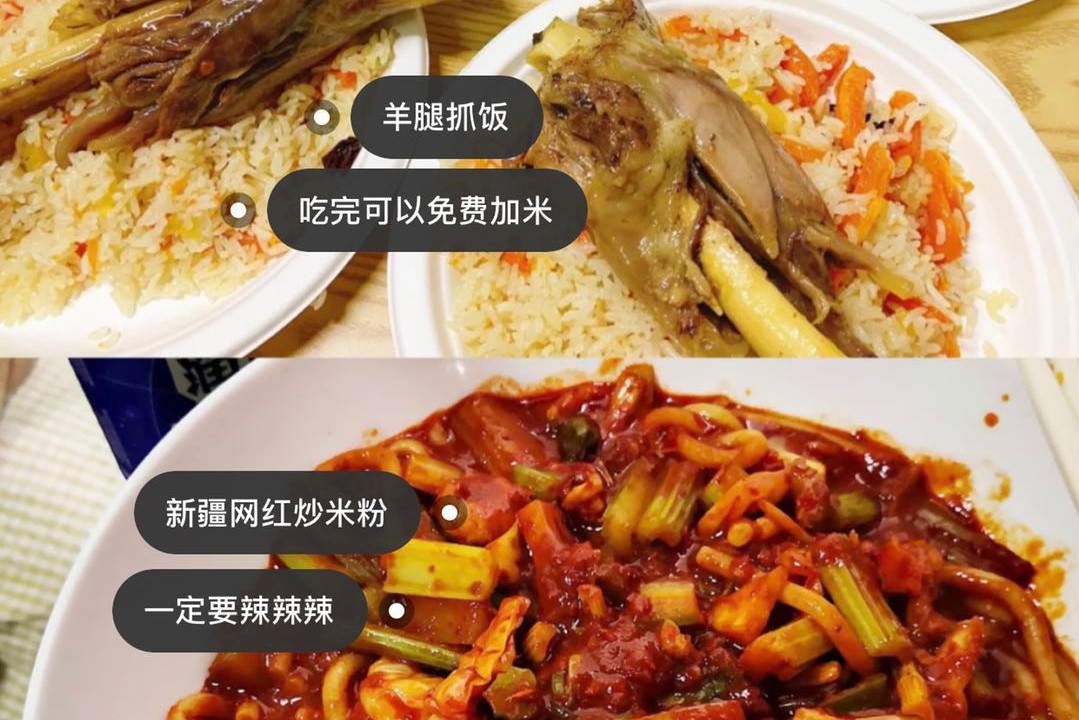 羊腿抓饭
吃完可以免费加米
新疆网红炒米粉
一定要辣辣辣